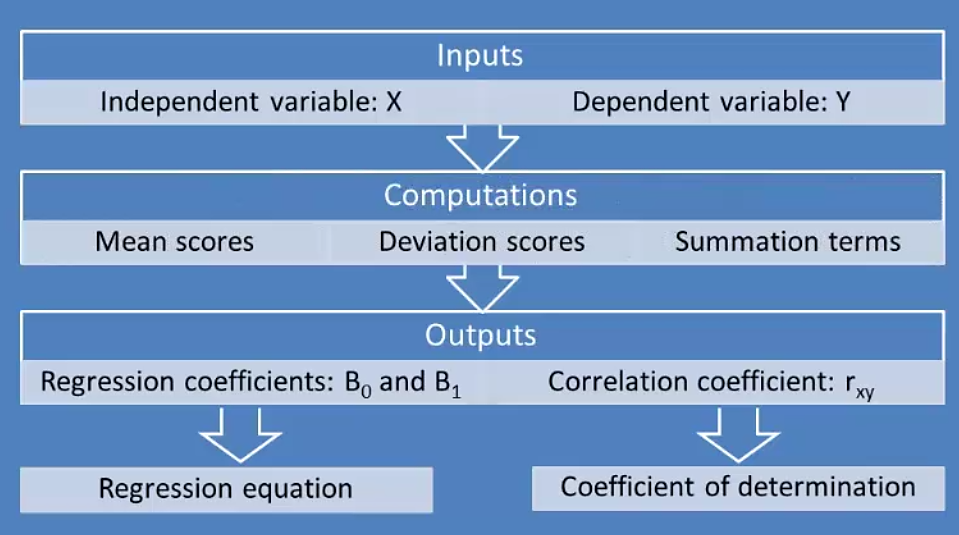 Inputs
Independent variable: X Dependent variable: Y
Computations
Mean scores Deviation scores Summation terms
Outputs
Regression coefficients: B₀ and B₁ Correlation coefficient: rxy
Regression equation Coefficient of determination